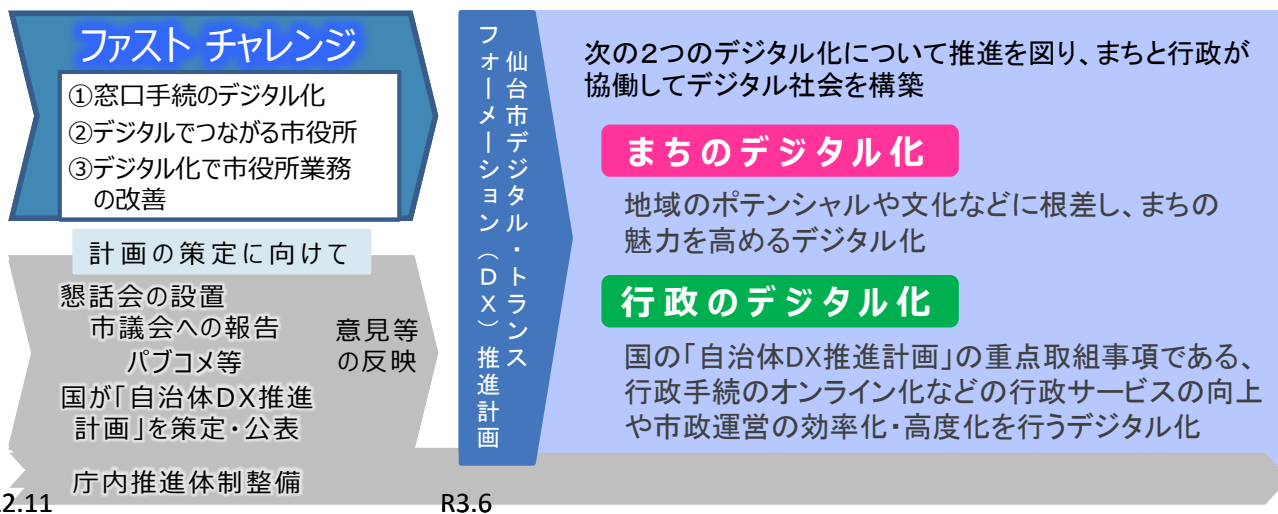 ファスト チャレンジ
①窓口手続のデジタル化
②デジタルでつながる市役所
③デジタル化で市役所業務
の改善
計画の策定に向けて
懇話会の設置
市議会への報告
パブコメ等
意見等
の反映
国が「自治体DX推進
計画」を策定・公表
庁内推進体制整備
2.11
R3.6
仙台市デジタル・トランス
フォーメーション（DX）推進計画
次の２つのデジタル化について推進を図り、まちと行政が
協働してデジタル社会を構築
まちのデジタル化
地域のポテンシャルや文化などに根差し、まちの
魅力を高めるデジタル化
行政のデジタル化
国の「自治体DX推進計画」の重点取組事項である、
行政手続のオンライン化などの行政サービスの向上
や市政運営の効率化・高度化を行うデジタル化